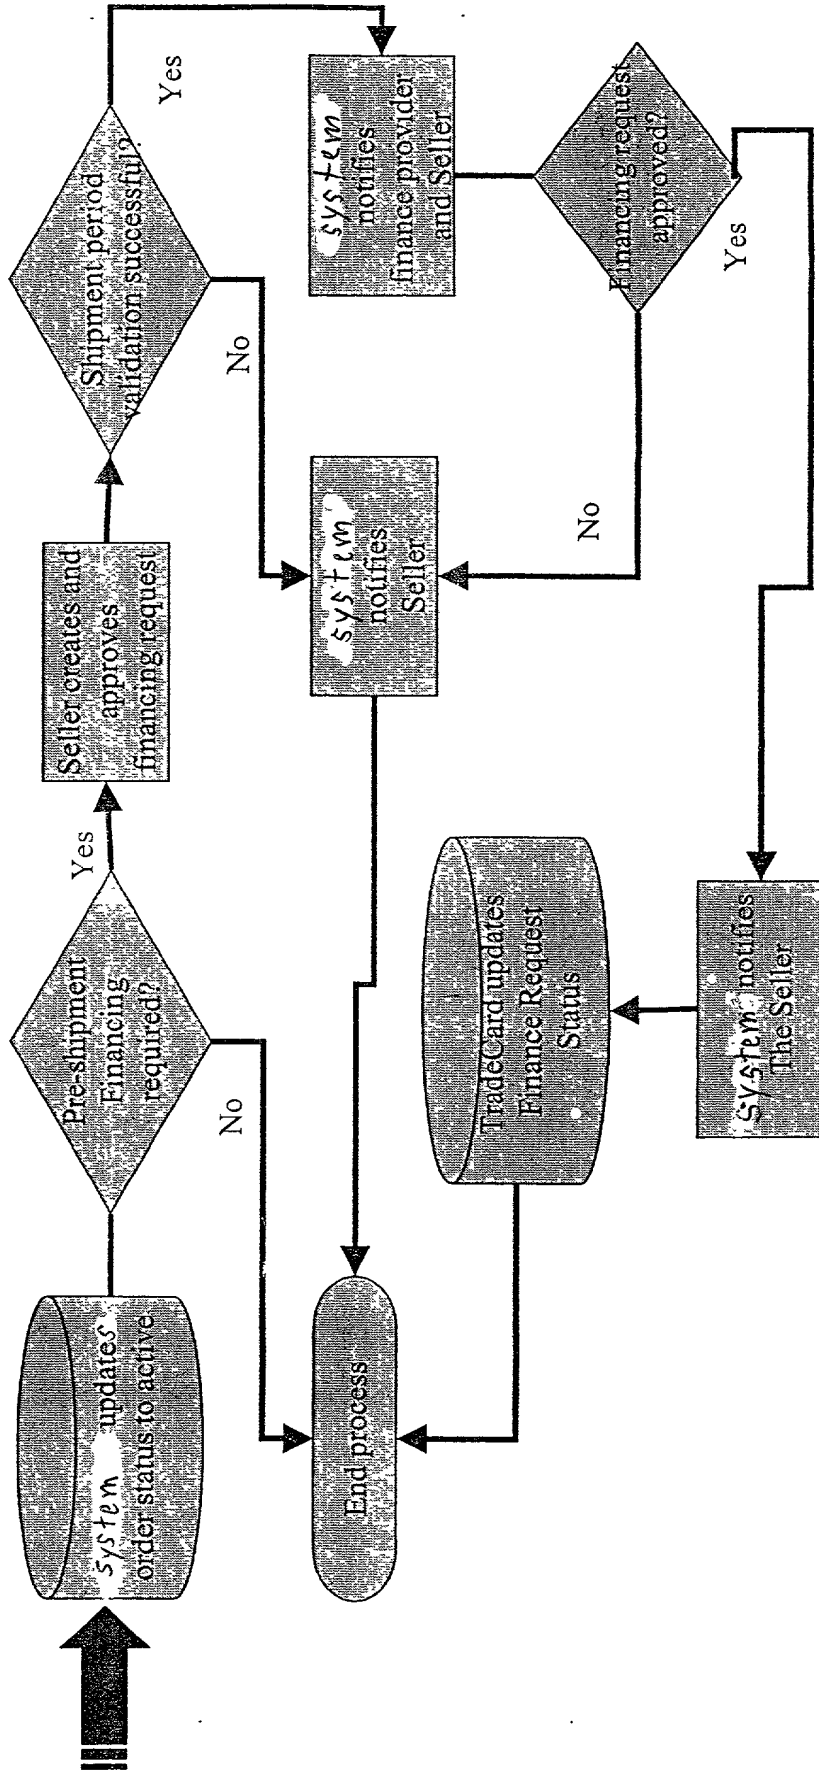 system updates
order status to active
Pre-shipment
Financing
required?
Yes
No
Seller creates and
approves
financing request
Shipment period
validation successful?
Yes
No
End process
system
notifies
Seller
system
notifies
finance provider
and Seller
TradeCard updates
Finance Request
Status
No
Financing request
approved?
Yes
system notifies
The Seller